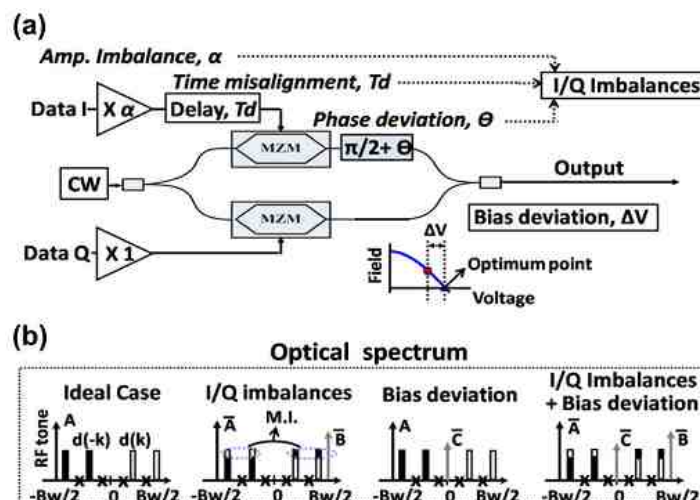 (a)
Amp. Imbalance, α
Time misalignment, Td
I/Q Imbalances
Data I
X α
Delay, Td
Phase deviation, Θ
MZM
π/2+ Θ
CW
Output
MZM
Bias deviation, ΔV
Data Q
X 1
ΔV
Field
Optimum point
Voltage
(b)
Optical spectrum
Ideal Case
I/Q imbalances
Bias deviation
I/Q Imbalances
+ Bias deviation
RF tone
A
d(-k)
d(k)
M.I.
A̅
B̅
A
C̅
A̅
C̅
B̅
-Bw/2 0 Bw/2
-Bw/2 0 Bw/2
-Bw/2 0 Bw/2
-Bw/2 0 Bw/2